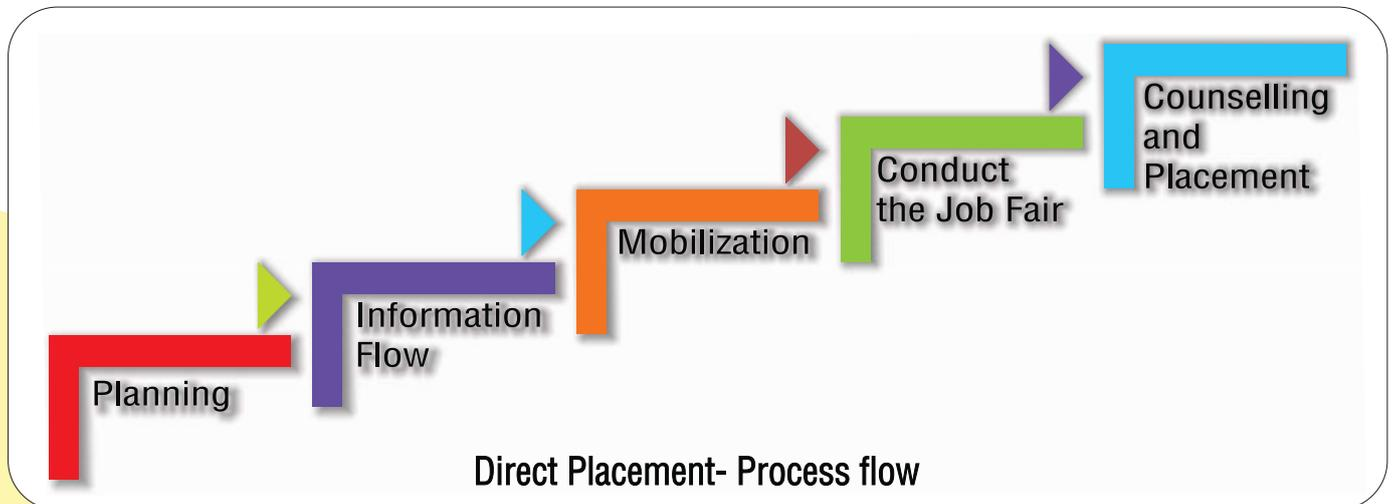 Planning
Information
Flow
Mobilization
Conduct
the Job Fair
Counselling
and
Placement
Direct Placement- Process flow